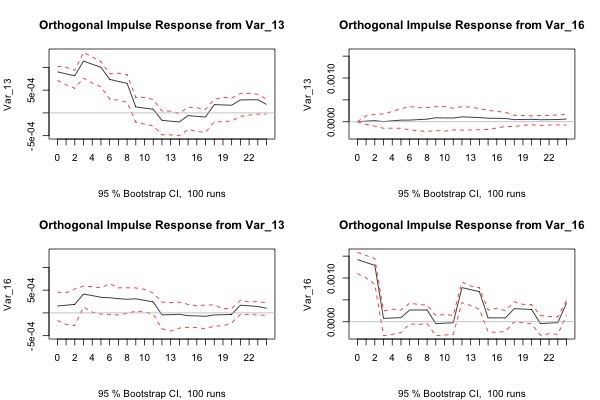 Orthogonal Impulse Response from Var_13
Var_13
-5e-04 5e-04
0 2 4 6 8 10 13 16 19 22
95 % Bootstrap CI, 100 runs
Orthogonal Impulse Response from Var_16
Var_13
0.0000 0.0010
0 2 4 6 8 10 13 16 19 22
95 % Bootstrap CI, 100 runs
Orthogonal Impulse Response from Var_13
Var_16
-5e-04 5e-04
0 2 4 6 8 10 13 16 19 22
95 % Bootstrap CI, 100 runs
Orthogonal Impulse Response from Var_16
Var_16
0.0000 0.0010
0 2 4 6 8 10 13 16 19 22
95 % Bootstrap CI, 100 runs